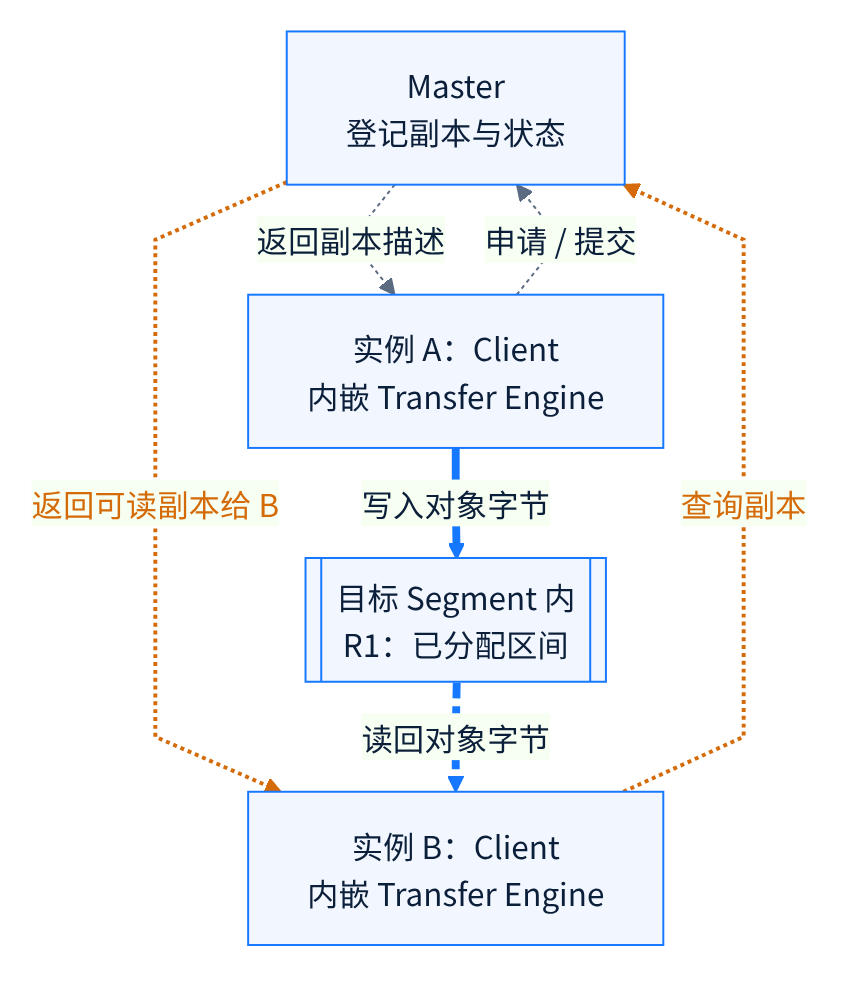 Master
登记副本与状态
返回副本描述
申请 / 提交
实例 A：Client
内嵌 Transfer Engine
返回可读副本给 B
写入对象字节
查询副本
目标 Segment 内
R1：已分配区间
读回对象字节
实例 B：Client
内嵌 Transfer Engine